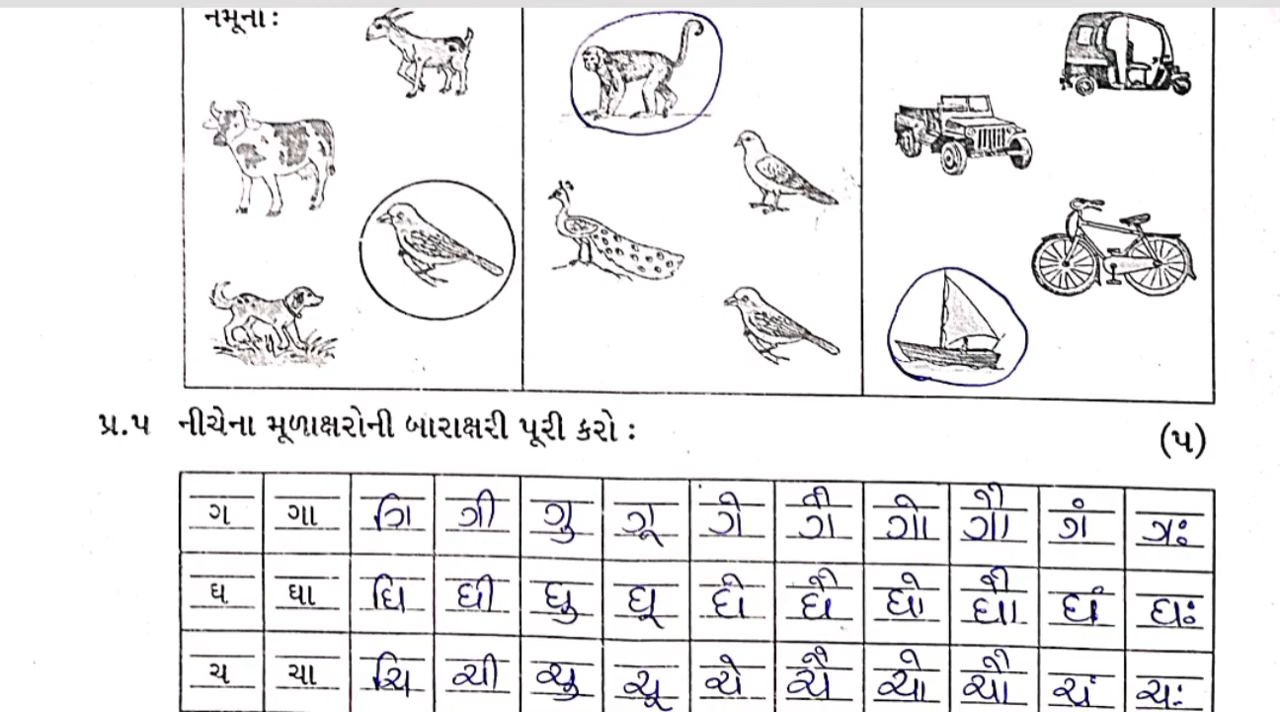 નમૂના:
પ્ર.૫ નીચેના મૂળાક્ષરોની બારાક્ષરી પૂરી કરો : (૫)
ગ ગા ગિ ગી ગુ ગૂ ગે ગૈ ગો ગૌ ગં ગઃ
ઘ ઘા ઘિ ઘી ઘુ ઘૂ ઘે ઘૈ ઘો ઘૌ ઘં ઘઃ
ચ ચા ચિ ચી ચુ ચૂ ચે ચૈ ચો ચૌ ચં ચઃ